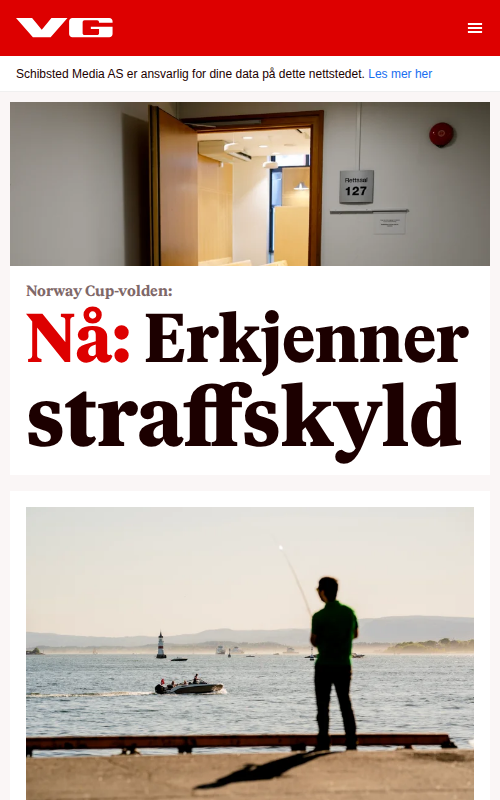 VG
Schibsted Media AS er ansvarlig for dine data på dette nettstedet. Les mer her
Rettssal
127
Norway Cup-volden:
Nå: Erkjenner
straffskyld